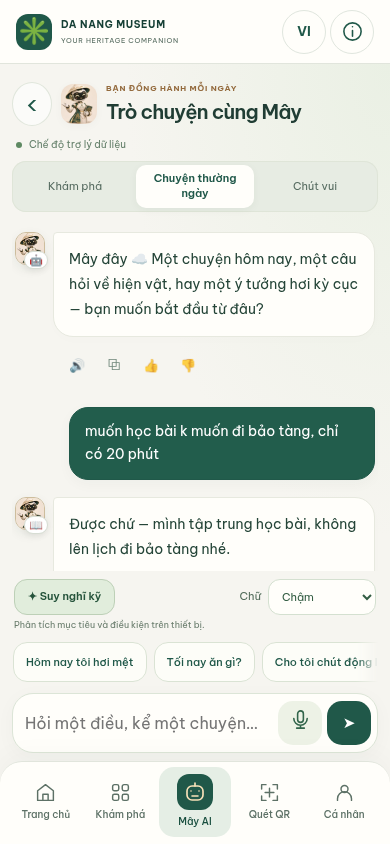 DA NANG MUSEUM
YOUR HERITAGE COMPANION
VI
BẠN ĐỒNG HÀNH MỖI NGÀY
Trò chuyện cùng Mây
Chế độ trợ lý dữ liệu
Khám phá
Chuyện thường
ngày
Chút vui
Mây đây ☁️ Một chuyện hôm nay, một câu
hỏi về hiện vật, hay một ý tưởng hơi kỳ cục
— bạn muốn bắt đầu từ đâu?
muốn học bài k muốn đi bảo tàng, chỉ
có 20 phút
Được chứ — mình tập trung học bài, không
lên lịch đi bảo tàng nhé.
✦ Suy nghĩ kỹ
Chữ
Chậm
Phân tích mục tiêu và điều kiện trên thiết bị.
Hôm nay tôi hơi mệt
Tối nay ăn gì?
Cho tôi chút động
Hỏi một điều, kể một chuyện...
Trang chủ
Khám phá
Mây AI
Quét QR
Cá nhân